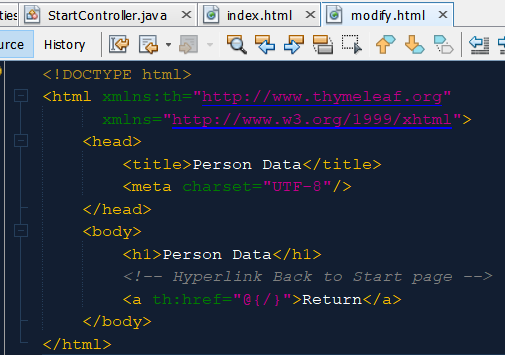 ties StartController.java index.html modify.html
urce History
<!DOCTYPE html>
<html xmlns:th="http://www.thymeleaf.org"
xmlns="http://www.w3.org/1999/xhtml">
<head>
<title>Person Data</title>
<meta charset="UTF-8"/>
</head>
<body>
<h1>Person Data</h1>
<!-- Hyperlink Back to Start page -->
<a th:href="@{/}">Return</a>
</body>
</html>